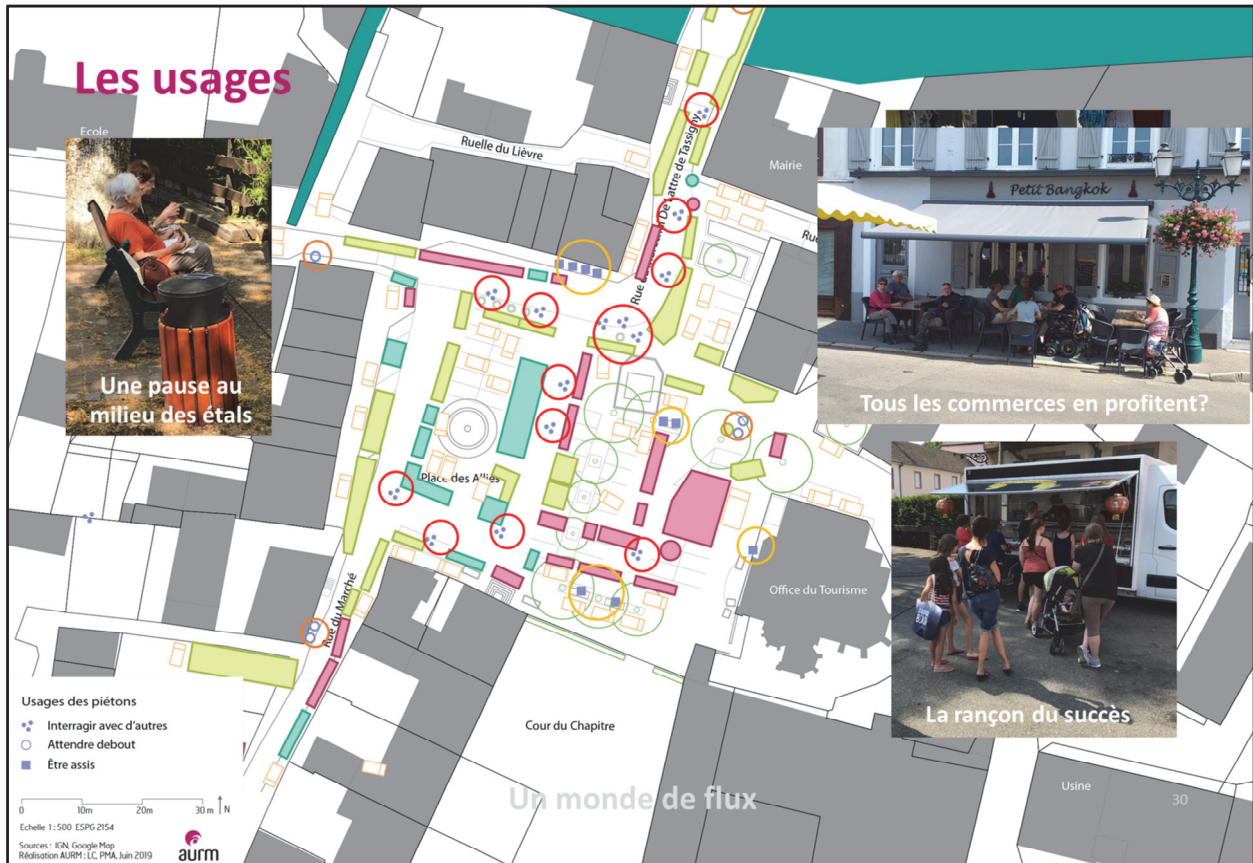 Les usages
Ecole
Ruelle du Lièvre
Mairie
De Lattre de Tassigny
Rue
Rue
Petit Bangkok
Une pause au
milieu des étals
Tous les commerces en profitent?
Place des Alliés
Rue du Marché
Office du Tourisme
La rançon du succès
Cour du Chapitre
Usine
Usages des piétons
Interragir avec d'autres
Attendre debout
Être assis
0 10m 20m 30 m N
Echelle 1:500 ESPG 2154
Sources : IGN, Google Map
Réalisation AURM : LC, PMA, Juin 2019
aurm
Un monde de flux
30